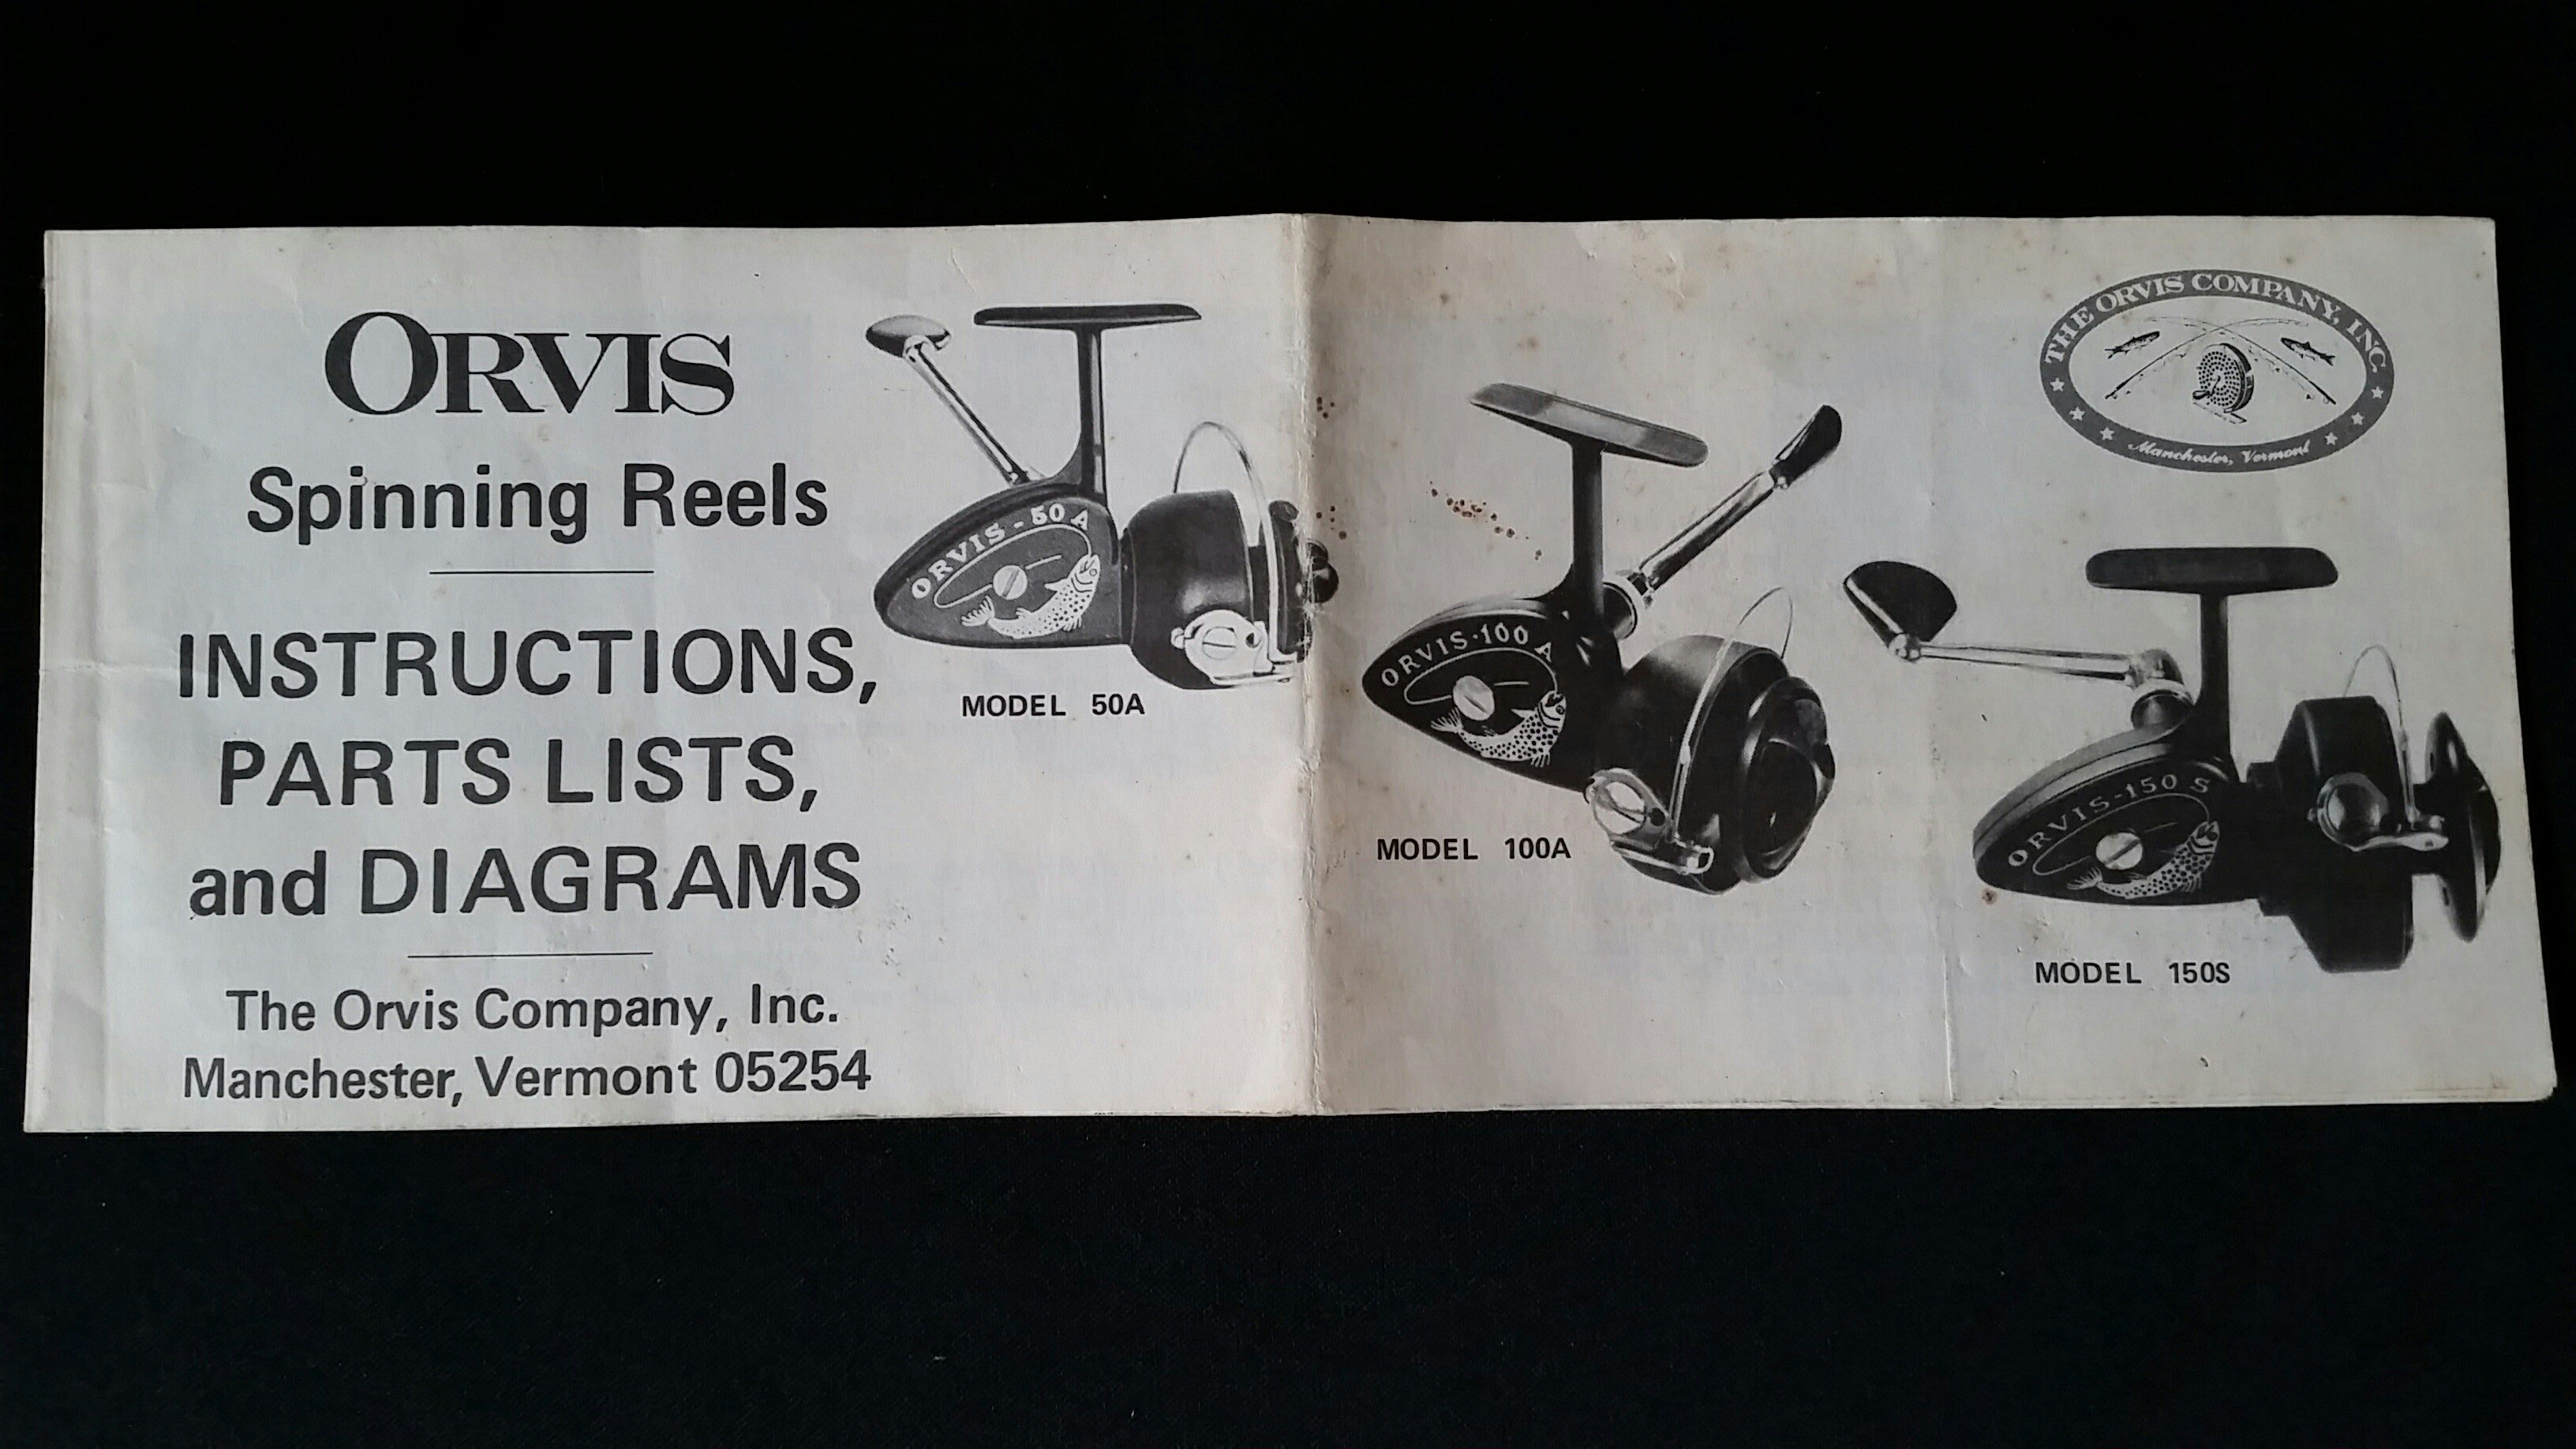 ORVIS
Spinning Reels
INSTRUCTIONS,
PARTS LISTS,
and DIAGRAMS
The Orvis Company, Inc.
Manchester, Vermont 05254
ORVIS - 50 A
MODEL 50A
ORVIS·100 A
MODEL 100A
THE ORVIS COMPANY, INC.
Manchester, Vermont
ORVIS-150 S
MODEL 150S